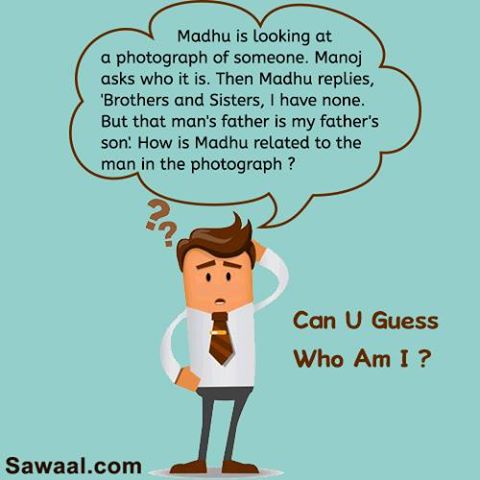 Madhu is looking at
a photograph of someone. Manoj
asks who it is. Then Madhu replies,
'Brothers and Sisters, I have none.
But that man's father is my father's
son.' How is Madhu related to the
man in the photograph ?
??
Can U Guess
Who Am I ?
Sawaal.com